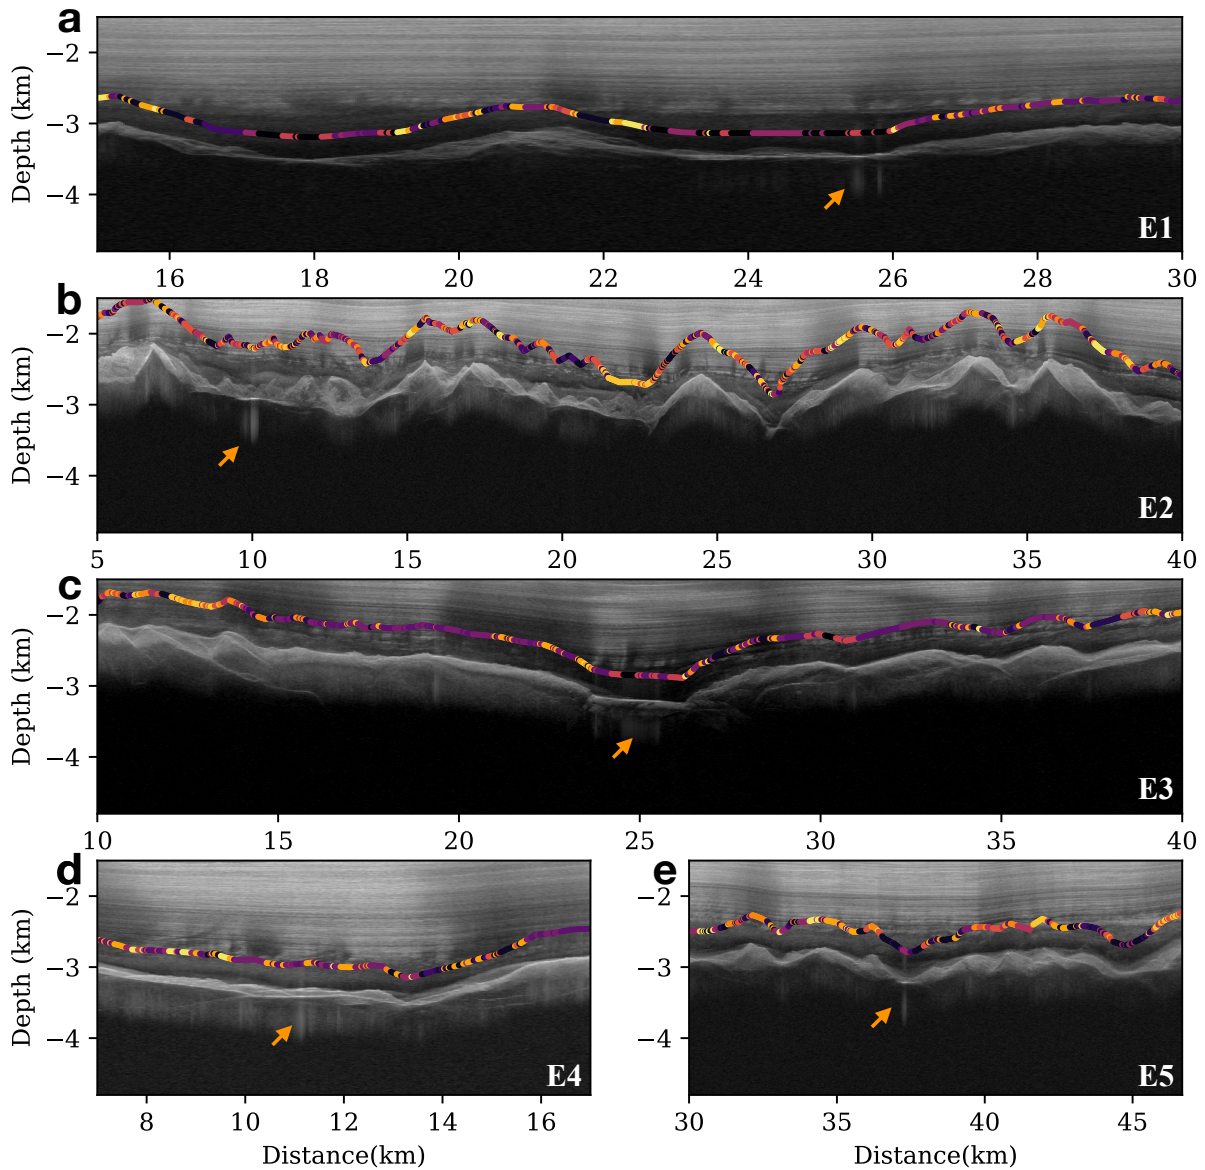 a
Depth (km)
−2
−3
−4
E1
16 18 20 22 24 26 28 30
b
Depth (km)
−2
−3
−4
E2
5 10 15 20 25 30 35 40
c
Depth (km)
−2
−3
−4
E3
10 15 20 25 30 35 40
d
Depth (km)
−2
−3
−4
E4
8 10 12 14 16
Distance(km)
e
−2
−3
−4
E5
30 35 40 45
Distance(km)